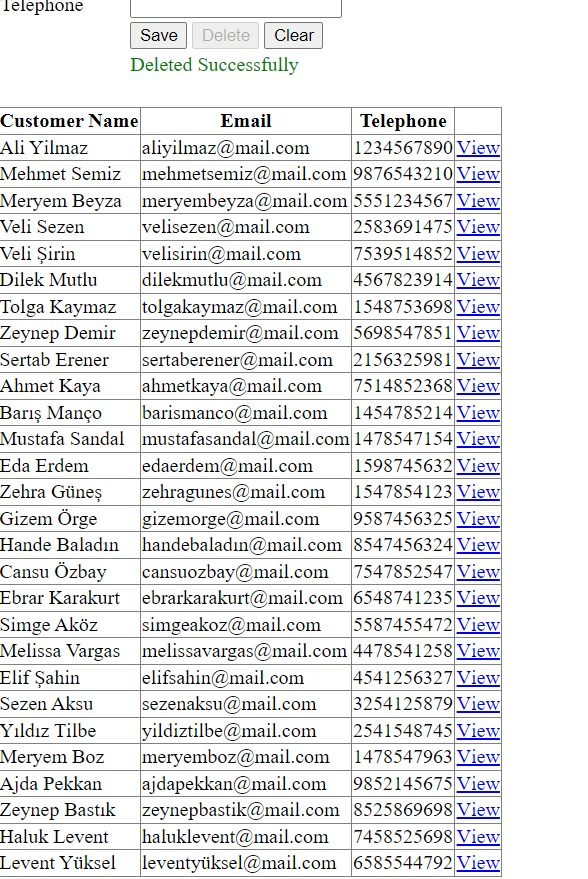 Telephone
Save Delete Clear
Deleted Successfully
Customer Name Email Telephone
Ali Yilmaz aliyilmaz@mail.com 1234567890 View
Mehmet Semiz mehmetsemiz@mail.com 9876543210 View
Meryem Beyza meryembeyza@mail.com 5551234567 View
Veli Sezen velisezen@mail.com 2583691475 View
Veli Şirin velisirin@mail.com 7539514852 View
Dilek Mutlu dilekmutlu@mail.com 4567823914 View
Tolga Kaymaz tolgakaymaz@mail.com 1548753698 View
Zeynep Demir zeynepdemir@mail.com 5698547851 View
Sertab Erener sertaberener@mail.com 2156325981 View
Ahmet Kaya ahmetkaya@mail.com 7514852368 View
Barış Manço barismanco@mail.com 1454785214 View
Mustafa Sandal mustafasandal@mail.com 1478547154 View
Eda Erdem edaerdem@mail.com 1598745632 View
Zehra Güneş zehragunes@mail.com 1547854123 View
Gizem Örge gizemorge@mail.com 9587456325 View
Hande Baladın handebaladın@mail.com 8547456324 View
Cansu Özbay cansuozbay@mail.com 7547852547 View
Ebrar Karakurt ebrarkarakurt@mail.com 6548741235 View
Simge Aköz simgeakoz@mail.com 5587455472 View
Melissa Vargas melissavargas@mail.com 4478541258 View
Elif Şahin elifsahin@mail.com 4541256327 View
Sezen Aksu sezenaksu@mail.com 3254125879 View
Yıldız Tilbe yildiztilbe@mail.com 2541548745 View
Meryem Boz meryemboz@mail.com 1478547963 View
Ajda Pekkan ajdapekkan@mail.com 9852145675 View
Zeynep Bastık zeynepbastik@mail.com 8525869698 View
Haluk Levent haluklevent@mail.com 7458525698 View
Levent Yüksel leventyüksel@mail.com 6585544792 View